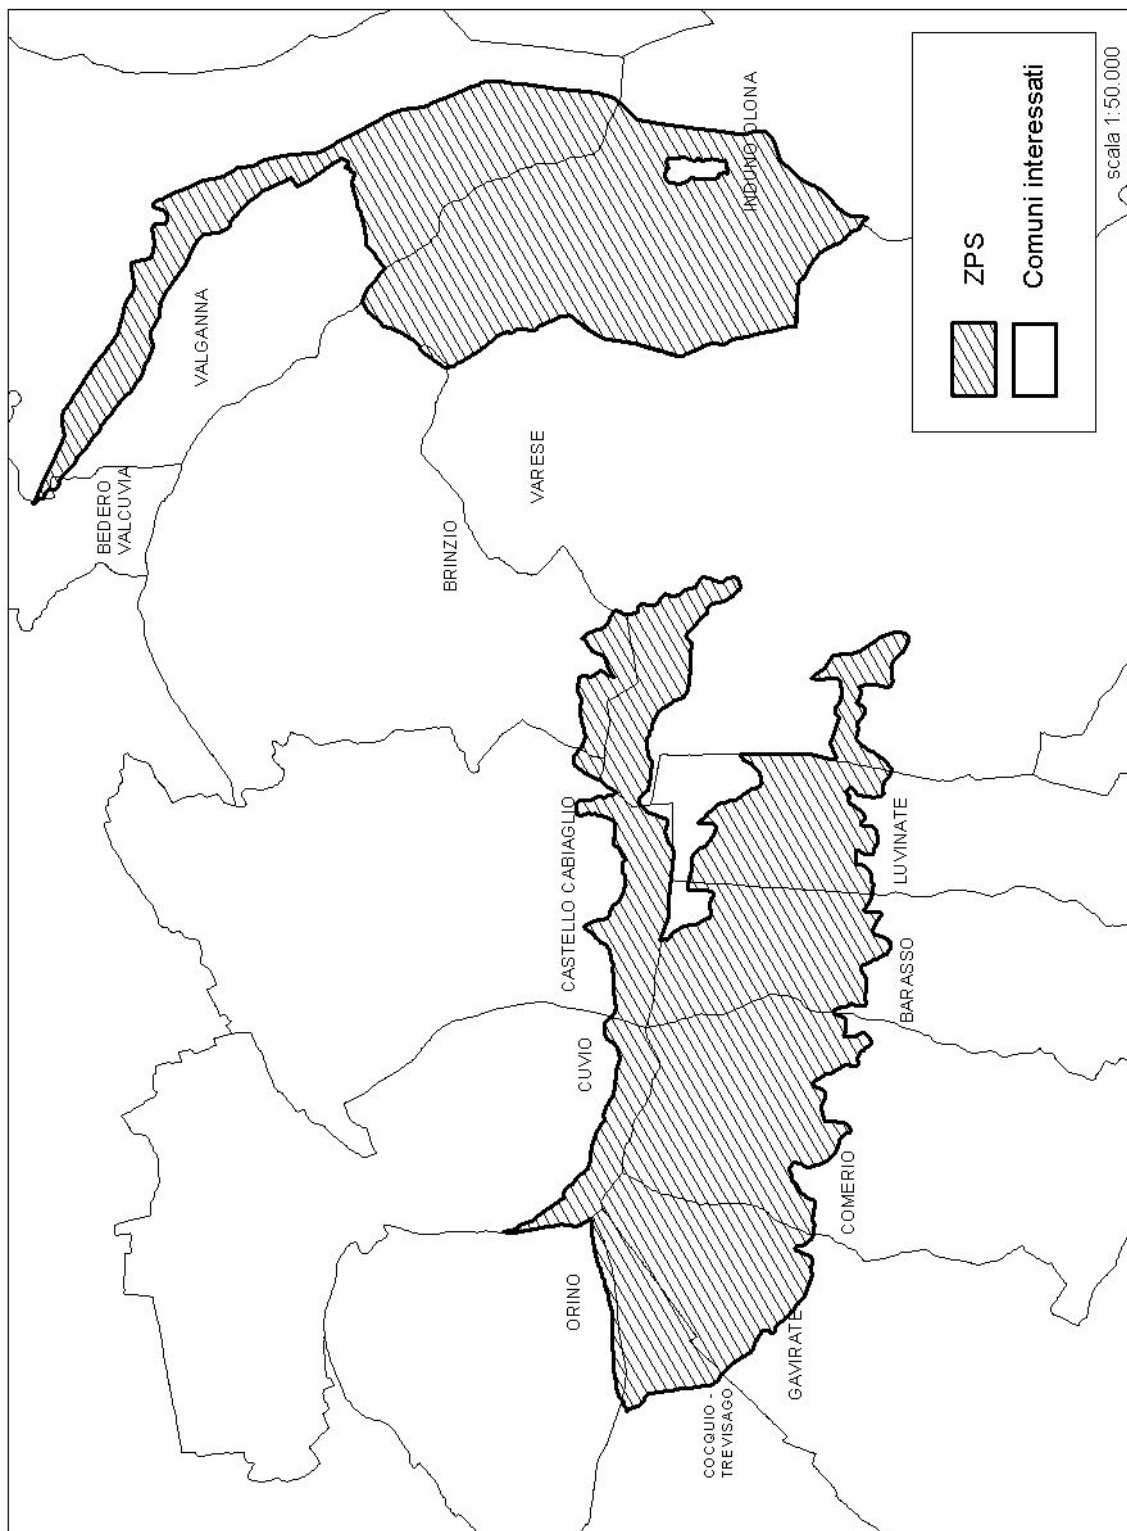 VALGANNA
BEDERO
VALCUVIA
INDUNO OLONA
BRINZIO
VARESE
CASTELLO CABIAGLIO
CUVIO
ORINO
LUVINATE
BARASSO
COMERIO
GAVIRATE
COCQUIO -
TREVISAGO
ZPS
Comuni interessati
scala 1:50.000